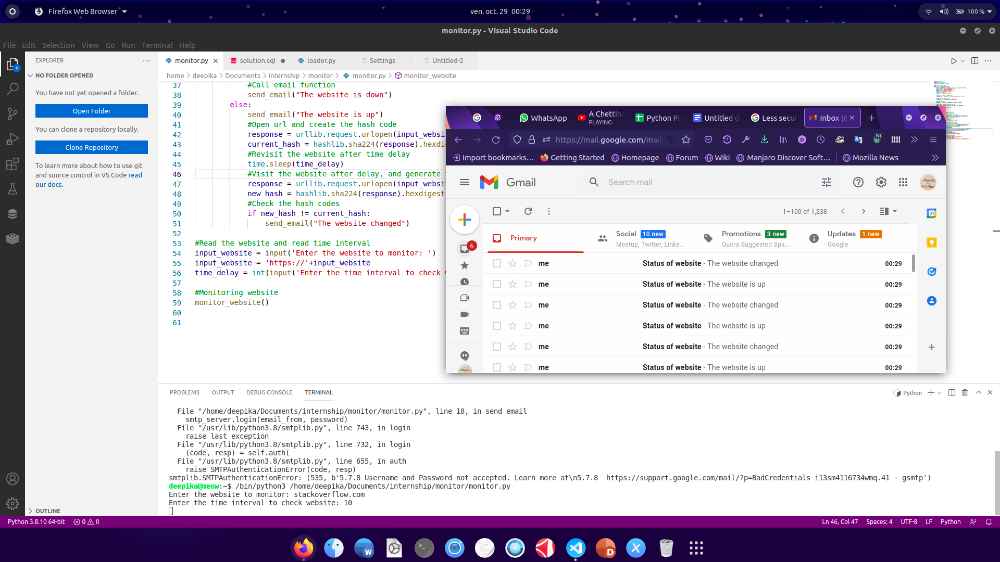 Firefox Web Browser
ven. oct. 29 00:29
100 %
monitor.py - Visual Studio Code
File Edit Selection View Go Run Terminal Help
EXPLORER
monitor.py
solution.sql
loader.py
Settings
Untitled-2
NO FOLDER OPENED
home > deepika > Documents > internship > monitor > monitor.py > monitor_website
1
You have not yet opened a folder.
Open Folder
You can clone a repository locally.
Clone Repository
To learn more about how to use git
and source control in VS Code read
our docs.
OUTLINE
37 #Call email function
38 send_email("The website is down")
39 else:
40 send_email("The website is up")
41 #Open url and create the hash code
42 response = urllib.request.urlopen(input_websi
43 current_hash = hashlib.sha224(response).hexdi
44 #Revisit the website after time delay
45 time.sleep(time_delay)
46 #Visit the website after delay, and generate
47 response = urllib.request.urlopen(input_websi
48 new_hash = hashlib.sha224(response).hexdigest
49 #Check the hash codes
50 if new_hash != current_hash:
51 send_email("The website changed")
52
53 #Read the website and read time interval
54 input_website = input('Enter the website to monitor: ')
55 input_website = 'https://'+input_website
56 time_delay = int(input('Enter the time interval to check
57
58 #Monitoring website
59 monitor_website()
60
61
WhatsApp
A Chettina
PLAYING
Python Pr
Untitled d
Less secur
Inbox (6
https://mail.google.com/mail
NL
Import bookmarks… Getting Started Homepage Forum Wiki Manjaro Discover Soft… Mozilla News
Gmail
Search mail
1–100 of 1,238
31
6
Primary
Social 10 new
Meetup, Twitter, Linke…
Promotions 3 new
Quora Suggested Spa…
Updates 1 new
Google
me Status of website - The website changed 00:29
me Status of website - The website is up 00:29
me Status of website - The website changed 00:29
me Status of website - The website is up 00:29
me Status of website - The website changed 00:29
me Status of website - The website is up 00:29
PROBLEMS OUTPUT DEBUG CONSOLE TERMINAL
Python
File "/home/deepika/Documents/internship/monitor/monitor.py", line 18, in send_email
smtp_server.login(email_from, password)
File "/usr/lib/python3.8/smtplib.py", line 743, in login
raise last_exception
File "/usr/lib/python3.8/smtplib.py", line 732, in login
(code, resp) = self.auth(
File "/usr/lib/python3.8/smtplib.py", line 655, in auth
raise SMTPAuthenticationError(code, resp)
smtplib.SMTPAuthenticationError: (535, b'5.7.8 Username and Password not accepted. Learn more at\n5.7.8  https://support.google.com/mail/?p=BadCredentials i13sm4116734wmq.41 - gsmtp')
deepika@meow:~$ /bin/python3 /home/deepika/Documents/internship/monitor/monitor.py
Enter the website to monitor: stackoverflow.com
Enter the time interval to check website: 10
Python 3.8.10 64-bit 0 0
Ln 46, Col 47 Spaces: 4 UTF-8 LF Python
W
>_
D
X